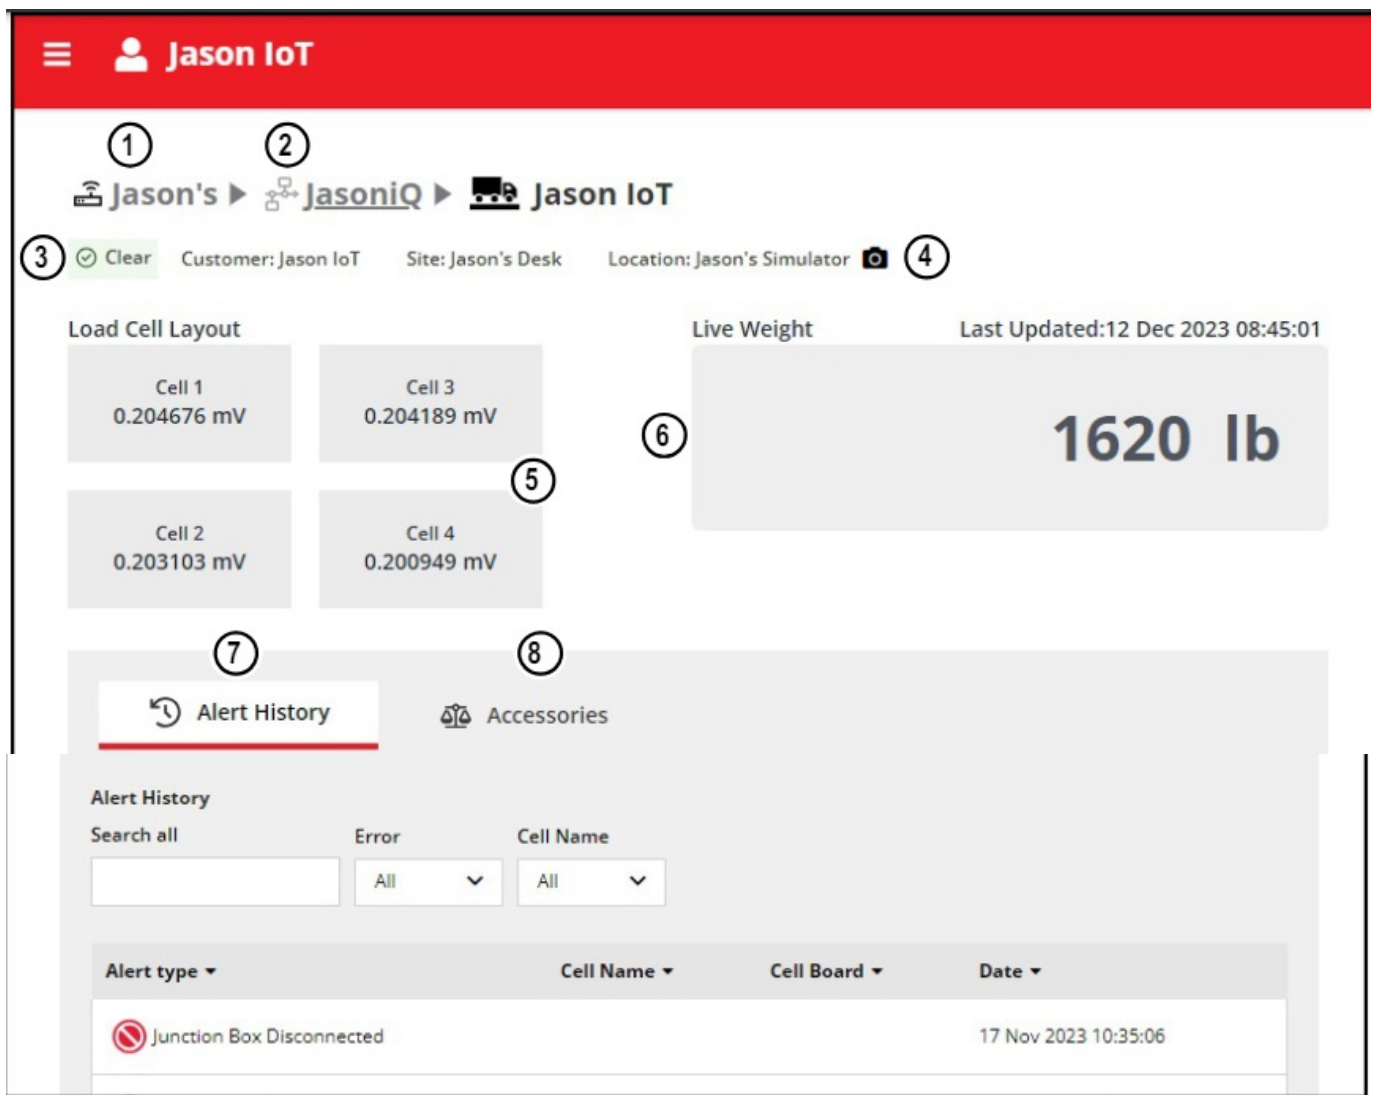 Jason IoT
1 2
Jason's JasoniQ Jason IoT
3 Clear Customer: Jason IoT Site: Jason's Desk Location: Jason's Simulator 4
Load Cell Layout Live Weight Last Updated:12 Dec 2023 08:45:01
Cell 1 Cell 3
0.204676 mV 0.204189 mV
6 1620 lb
5
Cell 2 Cell 4
0.203103 mV 0.200949 mV
7 8
Alert History Accessories
Alert History
Search all Error Cell Name
All All
Alert type Cell Name Cell Board Date
Junction Box Disconnected 17 Nov 2023 10:35:06